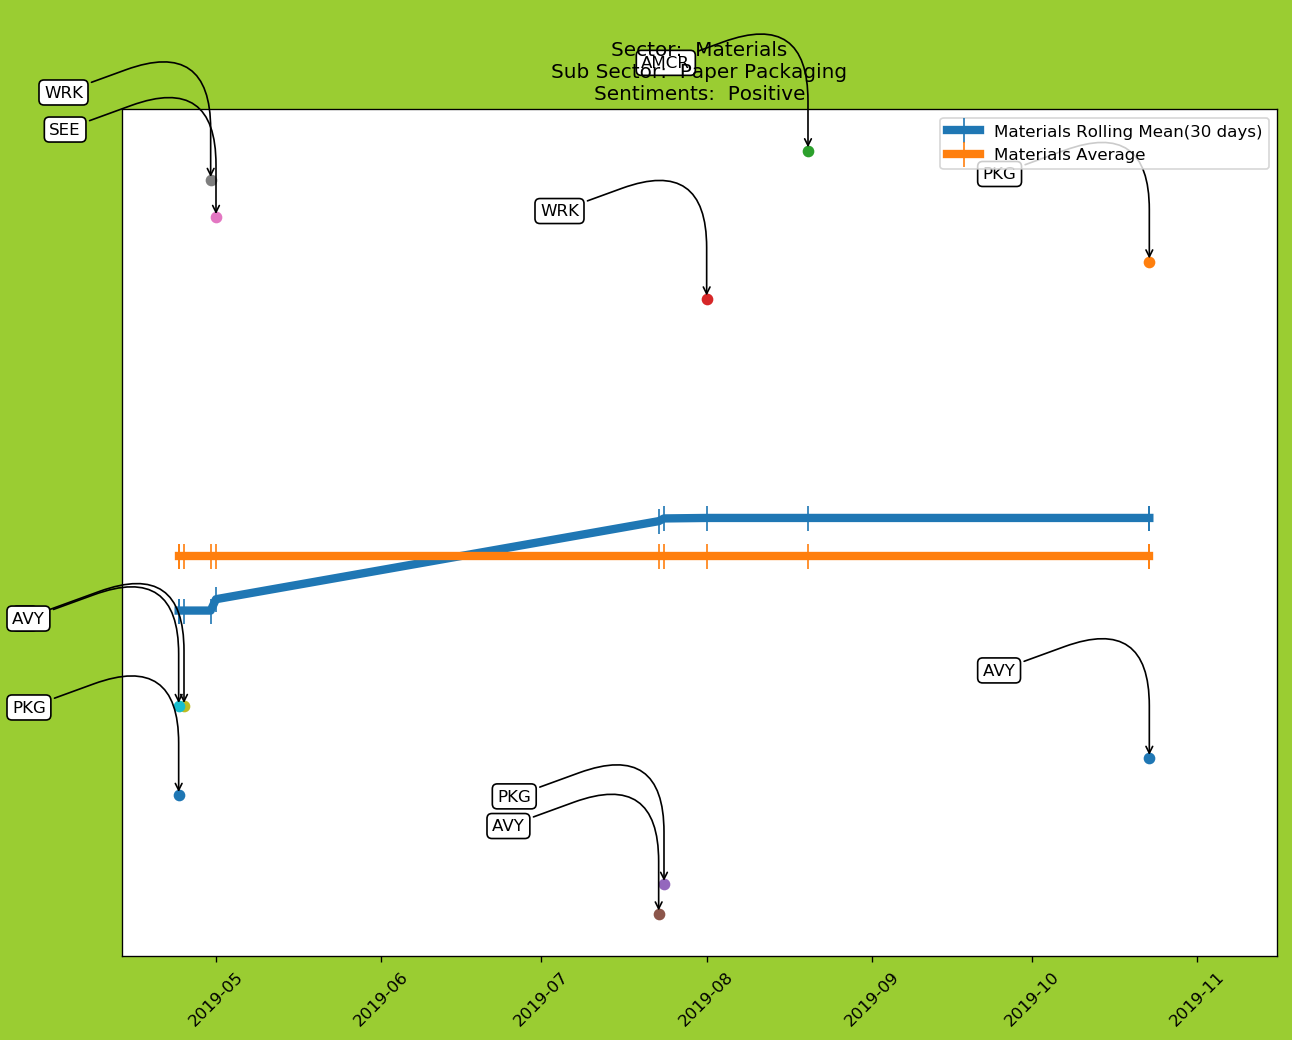 Sector:  Materials
AMCR
Sub Sector:  Paper Packaging
Sentiments:  Positive
WRK
SEE
Materials Rolling Mean(30 days)
Materials Average
PKG
WRK
AVY
PKG
AVY
PKG
AVY
2019-05
2019-06
2019-07
2019-08
2019-09
2019-10
2019-11